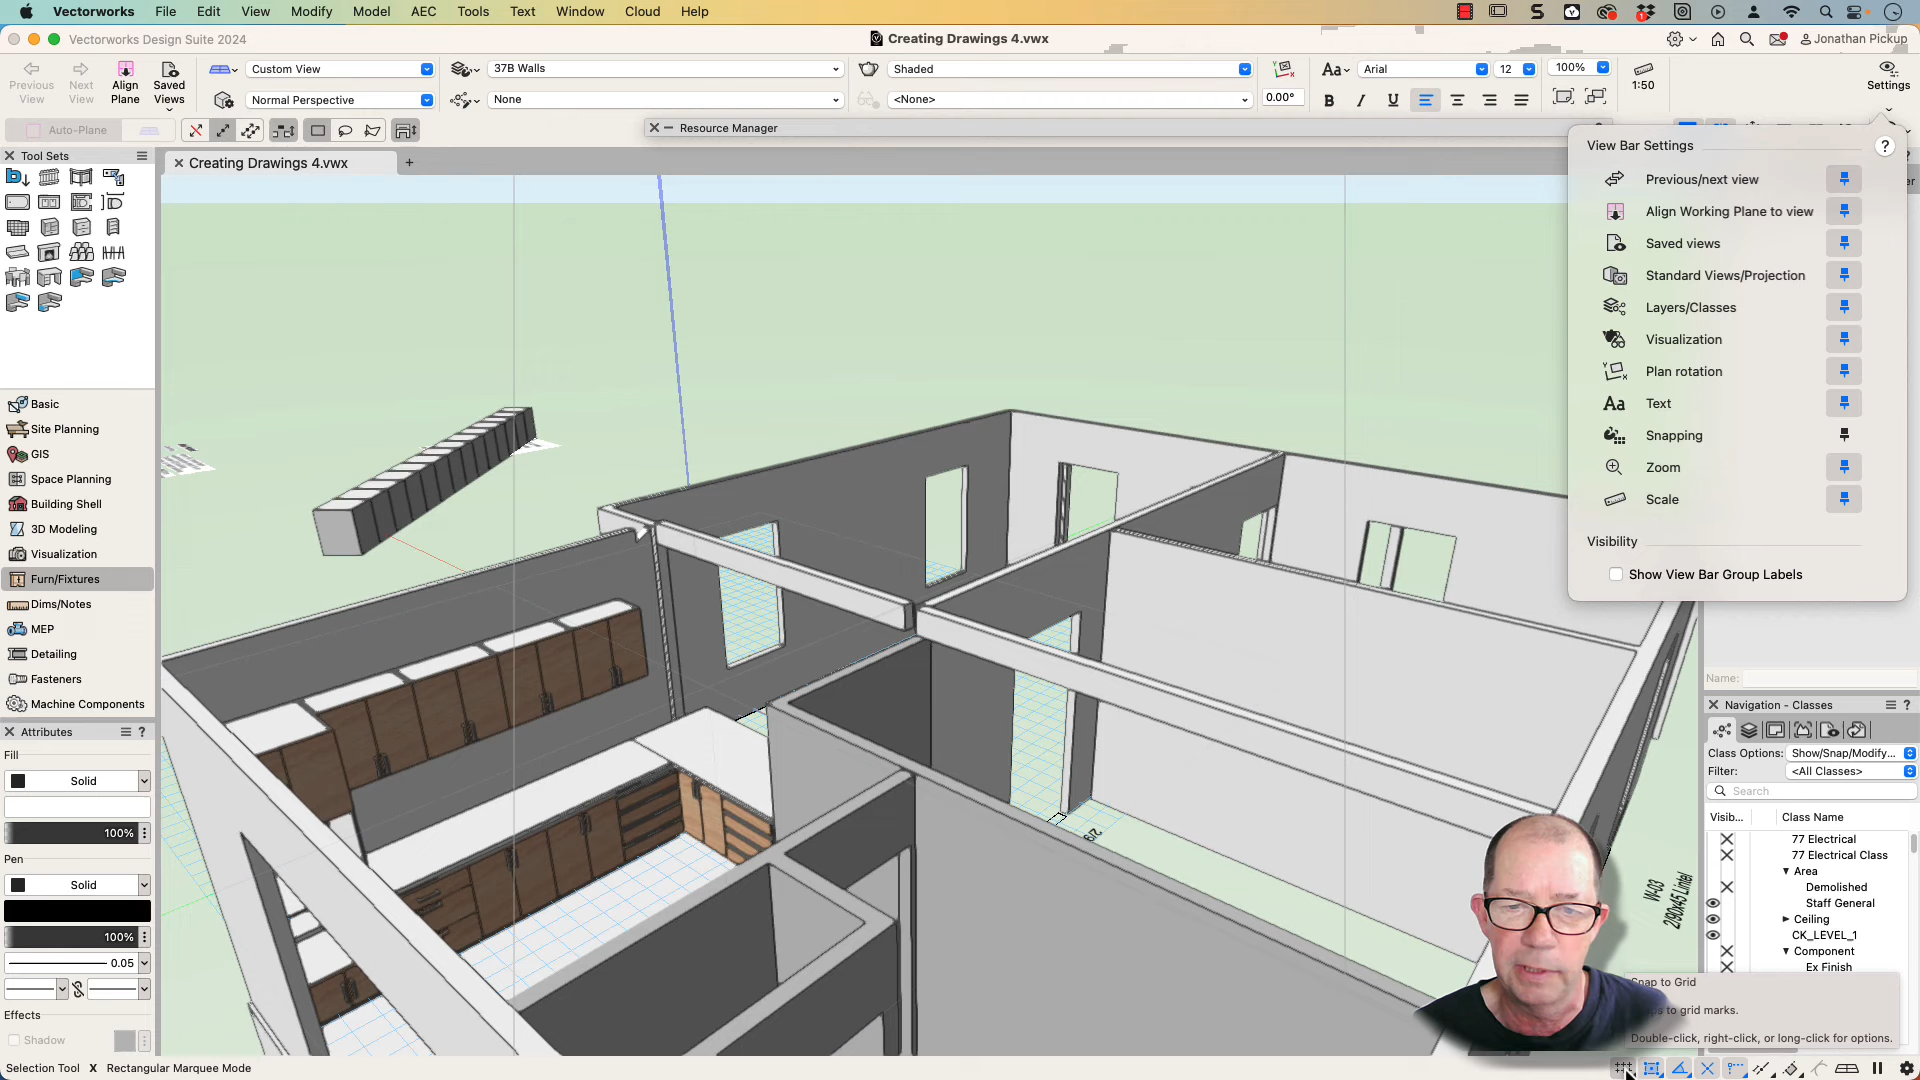 Vectorworks File Edit View Modify Model AEC Tools Text Window Cloud Help
Vectorworks Design Suite 2024
Creating Drawings 4.vwx
Jonathan Pickup
Previous View
Next View
Align Plane
Saved Views
Custom View
Normal Perspective
37B Walls
None
Shaded
<None>
0.00°
Aa
Arial
12
B I U
100%
1:50
Settings
Auto-Plane
Resource Manager
Tool Sets
Creating Drawings 4.vwx
View Bar Settings
?
Previous/next view
Align Working Plane to view
Saved views
Standard Views/Projection
Layers/Classes
Visualization
Plan rotation
Aa Text
Snapping
Zoom
Scale
Visibility
Show View Bar Group Labels
Basic
Site Planning
GIS
Space Planning
Building Shell
3D Modeling
Visualization
Furn/Fixtures
Dims/Notes
MEP
Detailing
Fasteners
Machine Components
Attributes ?
Fill
Solid
100%
Pen
Solid
100%
0.05
Effects
Shadow
Name:
Navigation - Classes ?
Class Options: Show/Snap/Modify...
Filter: <All Classes>
Search
Visib... Class Name
77 Electrical
77 Electrical Class
Area
Demolished
Staff General
Ceiling
CK_LEVEL_1
Component
Ex Finish
W-03
2/90x45 Lintel
Snap to Grid
to grid marks.
Double-click, right-click, or long-click for options.
Selection Tool X Rectangular Marquee Mode